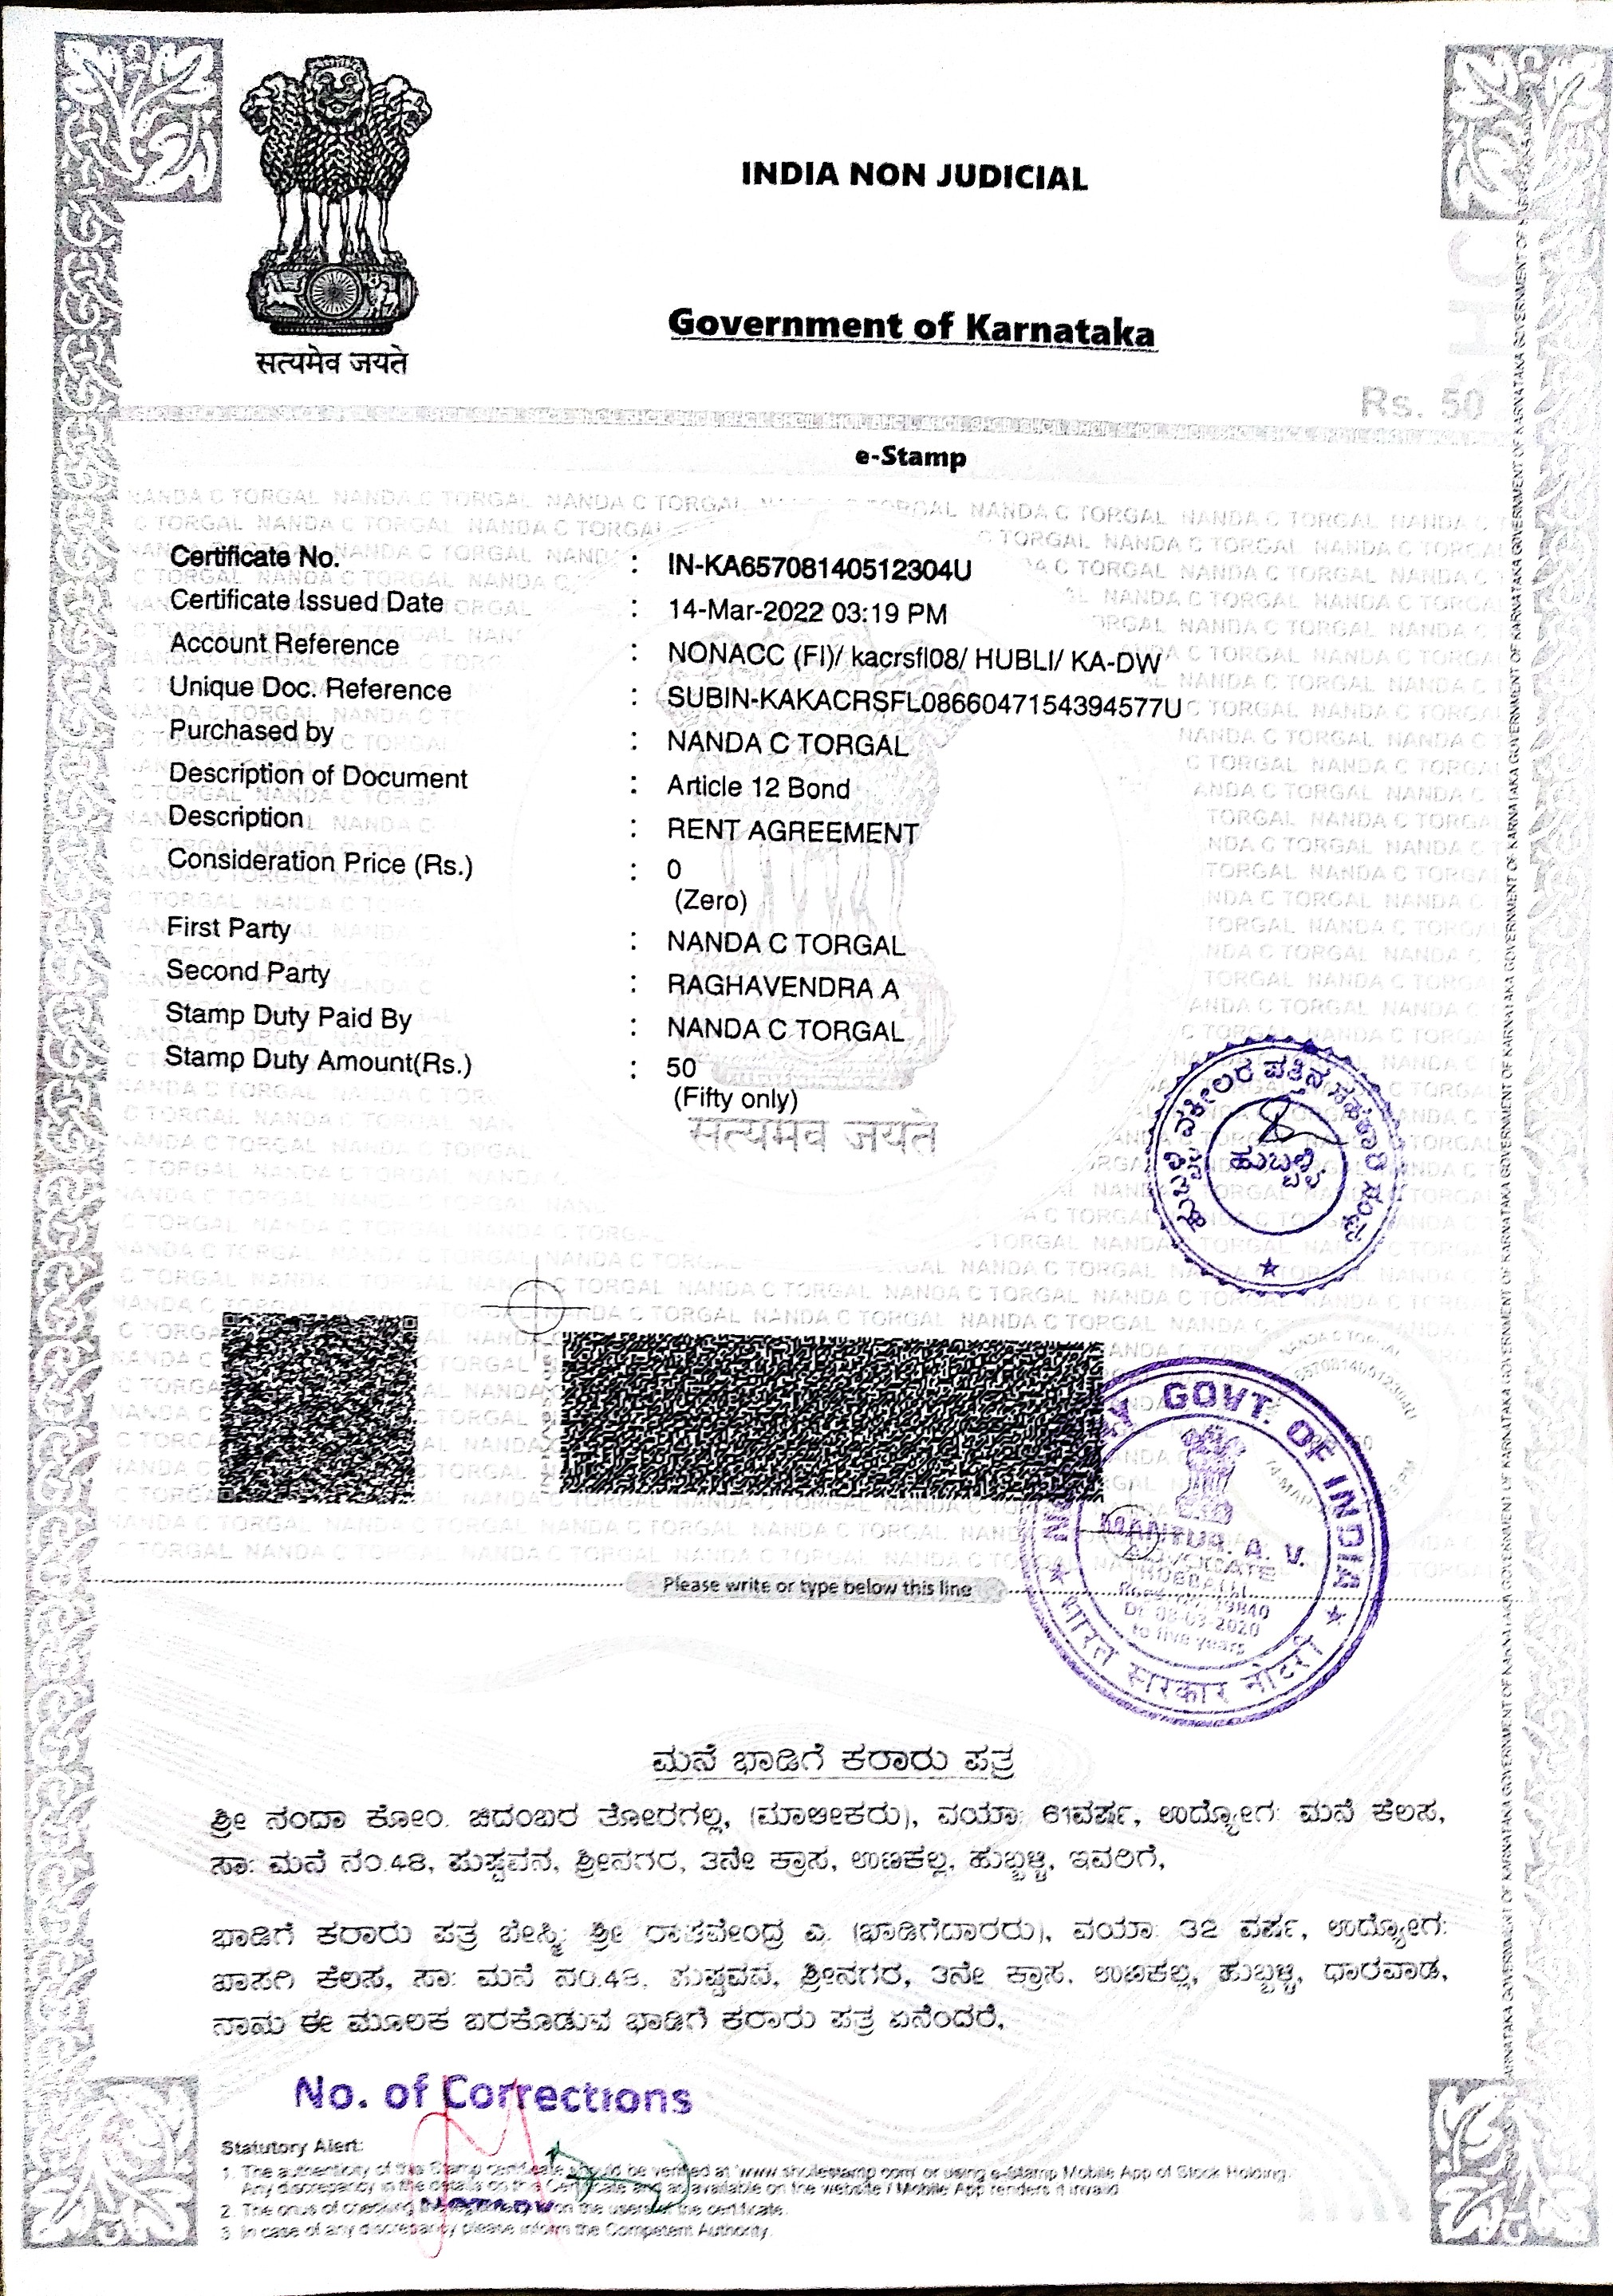 INDIA NON JUDICIAL
सत्यमेव जयते
Government of Karnataka
Rs. 50
e-Stamp
Certificate No. : IN-KA65708140512304U
Certificate Issued Date : 14-Mar-2022 03:19 PM
Account Reference : NONACC (FI)/ kacrsfl08/ HUBLI/ KA-DW
Unique Doc. Reference : SUBIN-KAKACRSFL0866047154394577U
Purchased by : NANDA C TORGAL
Description of Document : Article 12 Bond
Description : RENT AGREEMENT
Consideration Price (Rs.) : 0
(Zero)
First Party : NANDA C TORGAL
Second Party : RAGHAVENDRA A
Stamp Duty Paid By : NANDA C TORGAL
Stamp Duty Amount(Rs.) : 50
(Fifty only)
सत्यमेव जयते
ಹುಬ್ಬಳ್ಳಿ ವಕೀಲರ ಪತ್ತಿನ ಸಹಕಾರಿ ಸಂಘ
ಹುಬ್ಬಳ್ಳಿ
GOVT. OF INDIA
MANTUR. A. V.
ADVOCATE
HUBBALLI
19840
Dt. 08-03-2020
to five years
भारत सरकार नोटरी
Please write or type below this line
ಮನೆ ಭಾಡಿಗೆ ಕರಾರು ಪತ್ರ
ಶ್ರೀ ನಂದಾ ಕೋಂ. ಚಿದಂಬರ ತೋರಗಲ್ಲ, (ಮಾಲೀಕರು), ವಯಾ: 61ವರ್ಷ, ಉದ್ಯೋಗ: ಮನೆ ಕೆಲಸ,
ಸಾ: ಮನೆ ನಂ.48, ಪುಷ್ಪವನ, ಶ್ರೀನಗರ, 3ನೇ ಕ್ರಾಸ, ಉಣಕಲ್ಲ, ಹುಬ್ಬಳ್ಳಿ, ಇವರಿಗೆ,
ಭಾಡಿಗೆ ಕರಾರು ಪತ್ರ ಬೇಸ್ಮಿ: ಶ್ರೀ ರಾಘವೇಂದ್ರ ಎ. (ಭಾಡಿಗೆದಾರರು), ವಯಾ: 32 ವರ್ಷ, ಉದ್ಯೋಗ:
ಖಾಸಗಿ ಕೆಲಸ, ಸಾ: ಮನೆ ನಂ.48, ಪುಷ್ಪವನ, ಶ್ರೀನಗರ, 3ನೇ ಕ್ರಾಸ, ಉಣಕಲ್ಲ, ಹುಬ್ಬಳ್ಳಿ, ಧಾರವಾಡ,
ನಾನು ಈ ಮೂಲಕ ಬರಕೊಡುವ ಭಾಡಿಗೆ ಕರಾರು ಪತ್ರ ಏನೆಂದರೆ,
No. of Corrections
Statutory Alert:
1. The authenticity of this Stamp certificate should be verified at 'www.shcilestamp.com' or using e-Stamp Mobile App of Stock Holding.
Any discrepancy in the details on this Certificate and as available on the website / Mobile App renders it invalid
2. The onus of checking the legitimacy is on the users of the certificate.
3. In case of any discrepancy please inform the Competent Authority.
NOTARY